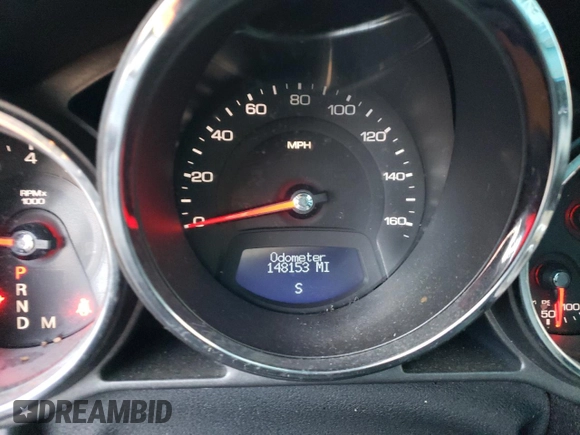 60 80 100
40 120
20 140
0 160
MPH
Odometer
148153 MI
S
4
RPMx
1000
P
R
N
D M
50 100
DREAMBID